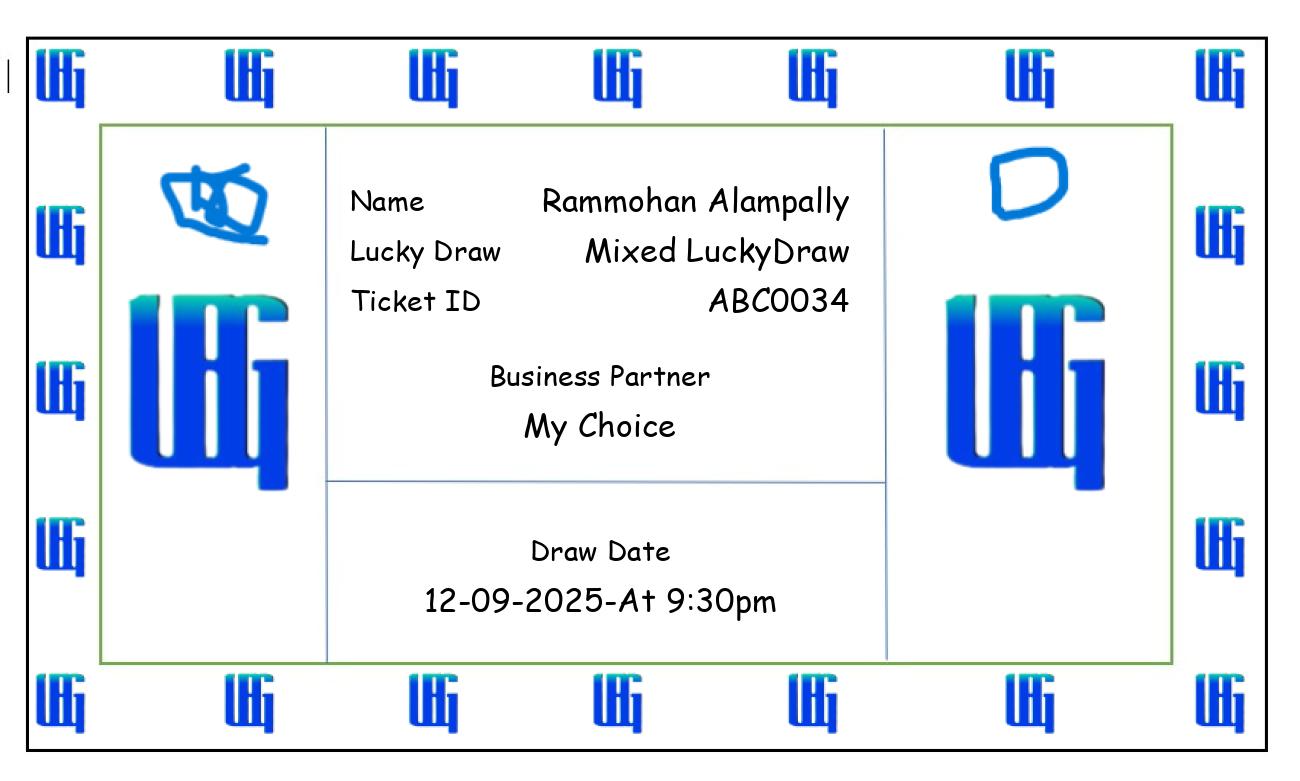 Name Rammohan Alampally
Lucky Draw Mixed LuckyDraw
Ticket ID ABC0034
Business Partner
My Choice
Draw Date
12-09-2025-At 9:30pm